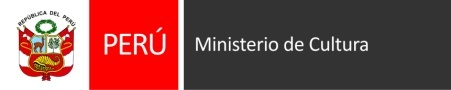 REPÚBLICA DEL PERÚ
PERÚ
Ministerio de Cultura